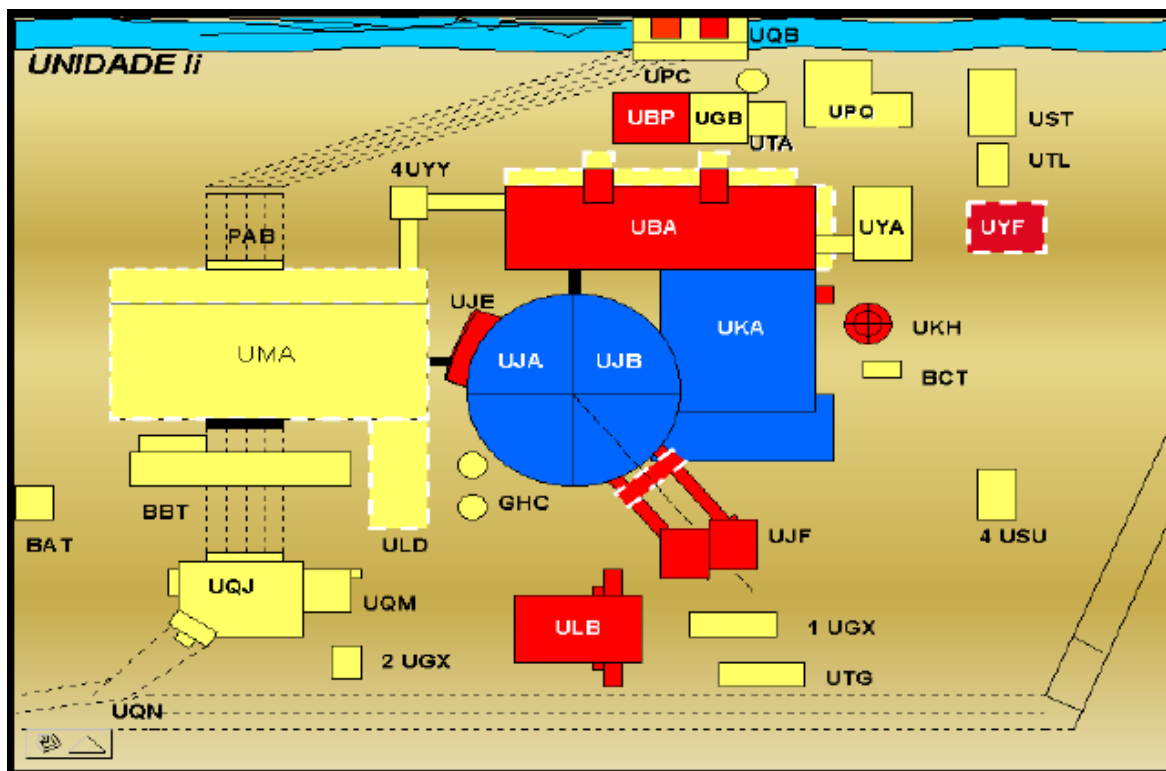 UNIDADE Ii
UQB
UPC
UBP
UGB
UTA
UPQ
UST
UTL
4UYY
PAB
UBA
UYA
UYF
UJE
UMA
UJA
UJB
UKA
UKH
BCT
BBT
BAT
ULD
GHC
UJF
4 USU
UQJ
UQM
ULB
1 UGX
2 UGX
UTG
UQN